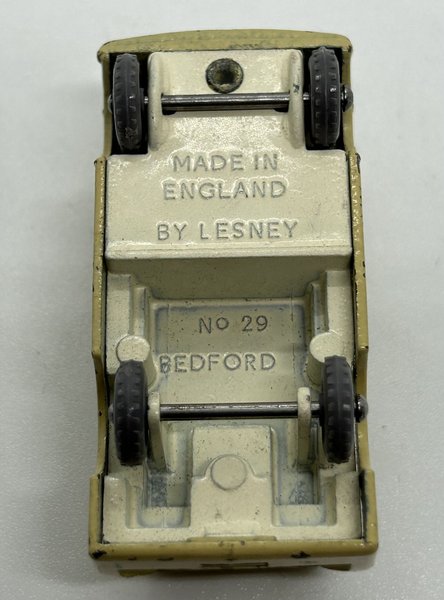 MADE IN
ENGLAND
BY LESNEY
No 29
BEDFORD